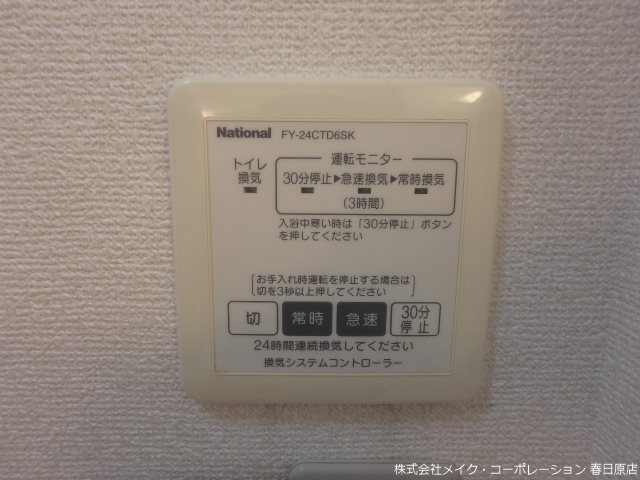 National FY-24CTD6SK
トイレ
換気
運転モニター
30分停止▶急速換気▶常時換気
(3時間)
入浴中寒い時は「30分停止」ボタン
を押してください
お手入れ時運転を停止する場合は
切を3秒以上押してください
切 常時 急速 30分停止
24時間連続換気してください
換気システムコントローラー
株式会社メイク・コーポレーション 春日原店